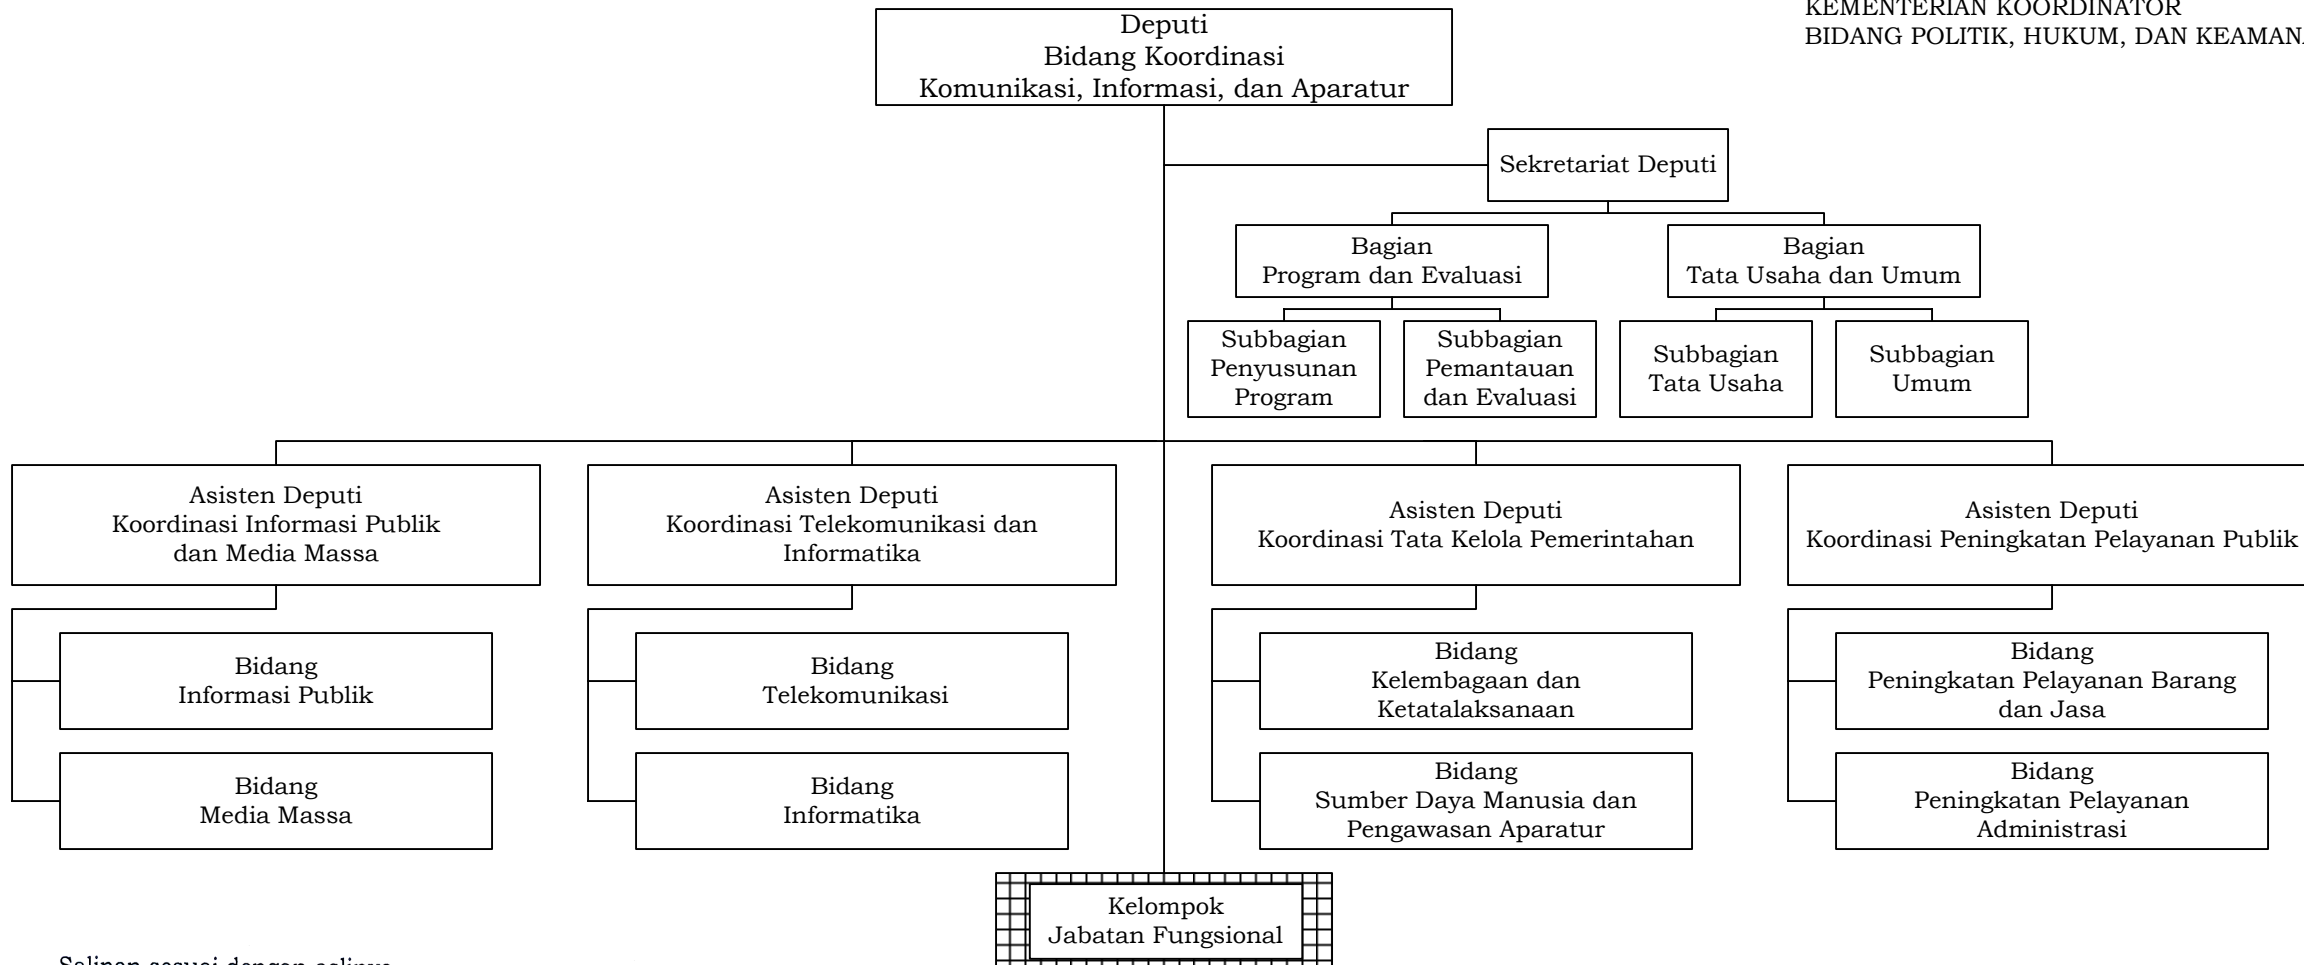 KEMENTERIAN KOORDINATOR
BIDANG POLITIK, HUKUM, DAN
Deputi
Bidang Koordinasi
Komunikasi, Informasi, dan Aparatur
Sekretariat Deputi
Bagian
Program dan Evaluasi
Bagian
Tata Usaha dan Umum
Subbagian
Penyusunan
Program
Subbagian
Pemantauan
dan Evaluasi
Subbagian
Tata Usaha
Subbagian
Umum
Asisten Deputi
Koordinasi Informasi Publik
dan Media Massa
Asisten Deputi
Koordinasi Telekomunikasi dan
Informatika
Asisten Deputi
Koordinasi Tata Kelola Pemerintahan
Asisten Deputi
Koordinasi Peningkatan Pelayanan Publik
Bidang
Informasi Publik
Bidang
Telekomunikasi
Bidang
Kelembagaan dan
Ketatalaksanaan
Bidang
Peningkatan Pelayanan Barang
dan Jasa
Bidang
Media Massa
Bidang
Informatika
Bidang
Sumber Daya Manusia dan
Pengawasan Aparatur
Bidang
Peningkatan Pelayanan
Administrasi
Kelompok
Jabatan Fungsional
Salinan sesuai dengan aslinya